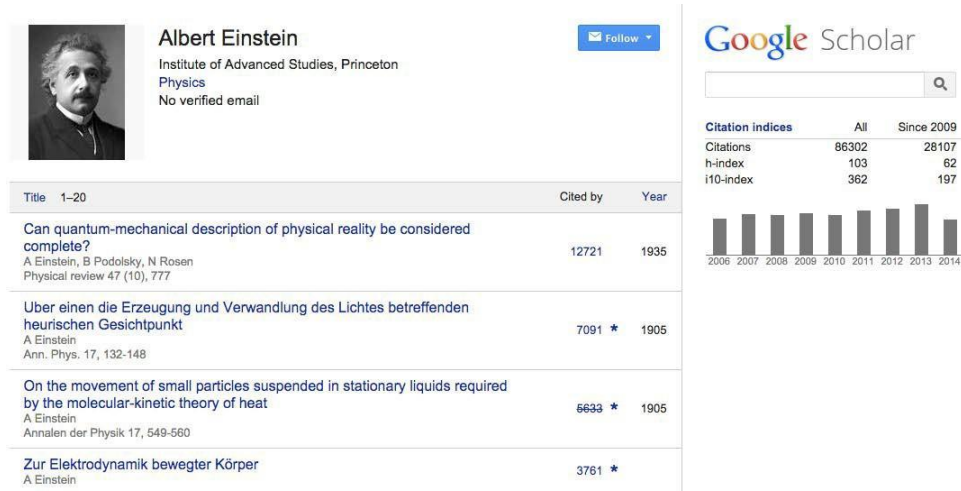 Albert Einstein
Institute of Advanced Studies, Princeton
Physics
No verified email
Follow
Title 1–20 Cited by Year
Can quantum-mechanical description of physical reality be considered
complete?
A Einstein, B Podolsky, N Rosen
Physical review 47 (10), 777
12721 1935
Uber einen die Erzeugung und Verwandlung des Lichtes betreffenden
heurischen Gesichtpunkt
A Einstein
Ann. Phys. 17, 132-148
7091 * 1905
On the movement of small particles suspended in stationary liquids required
by the molecular-kinetic theory of heat
A Einstein
Annalen der Physik 17, 549-560
5633 * 1905
Zur Elektrodynamik bewegter Körper
A Einstein
3761 *
Google Scholar
Citation indices All Since 2009
Citations 86302 28107
h-index 103 62
i10-index 362 197
2006 2007 2008 2009 2010 2011 2012 2013 2014